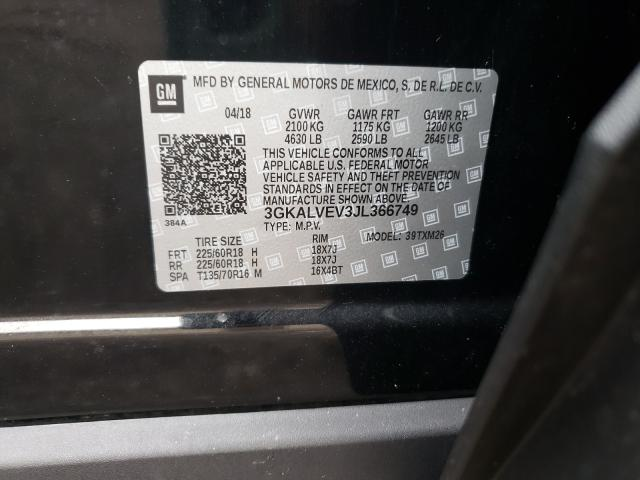 GM
MFD BY GENERAL MOTORS DE MEXICO, S. DE R.L. DE C.V.
04/18 GVWR GAWR FRT GAWR RR
2100 KG 1175 KG 1200 KG
4630 LB 2590 LB 2645 LB
THIS VEHICLE CONFORMS TO ALL
APPLICABLE U.S. FEDERAL MOTOR
VEHICLE SAFETY AND THEFT PREVENTION
STANDARDS IN EFFECT ON THE DATE
OF MANUFACTURE SHOWN ABOVE.
384A
3GKALVEV3JL366749
TYPE: M.P.V. MODEL: 39TXM26
TIRE SIZE RIM
FRT 225/60R18 H 18X7J
RR 225/60R18 H 18X7J
SPA T135/70R16 M 16X4BT